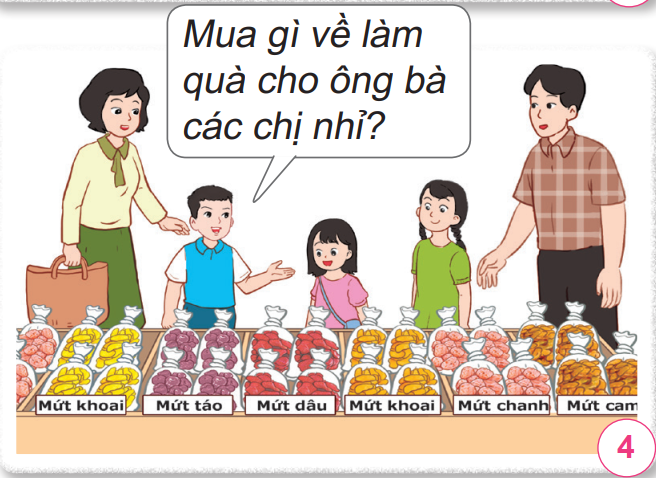 Mua gì về làm
quà cho ông bà
các chị nhỉ?
Mứt khoai
Mứt táo
Mứt dâu
Mứt khoai
Mứt chanh
Mứt cam
4